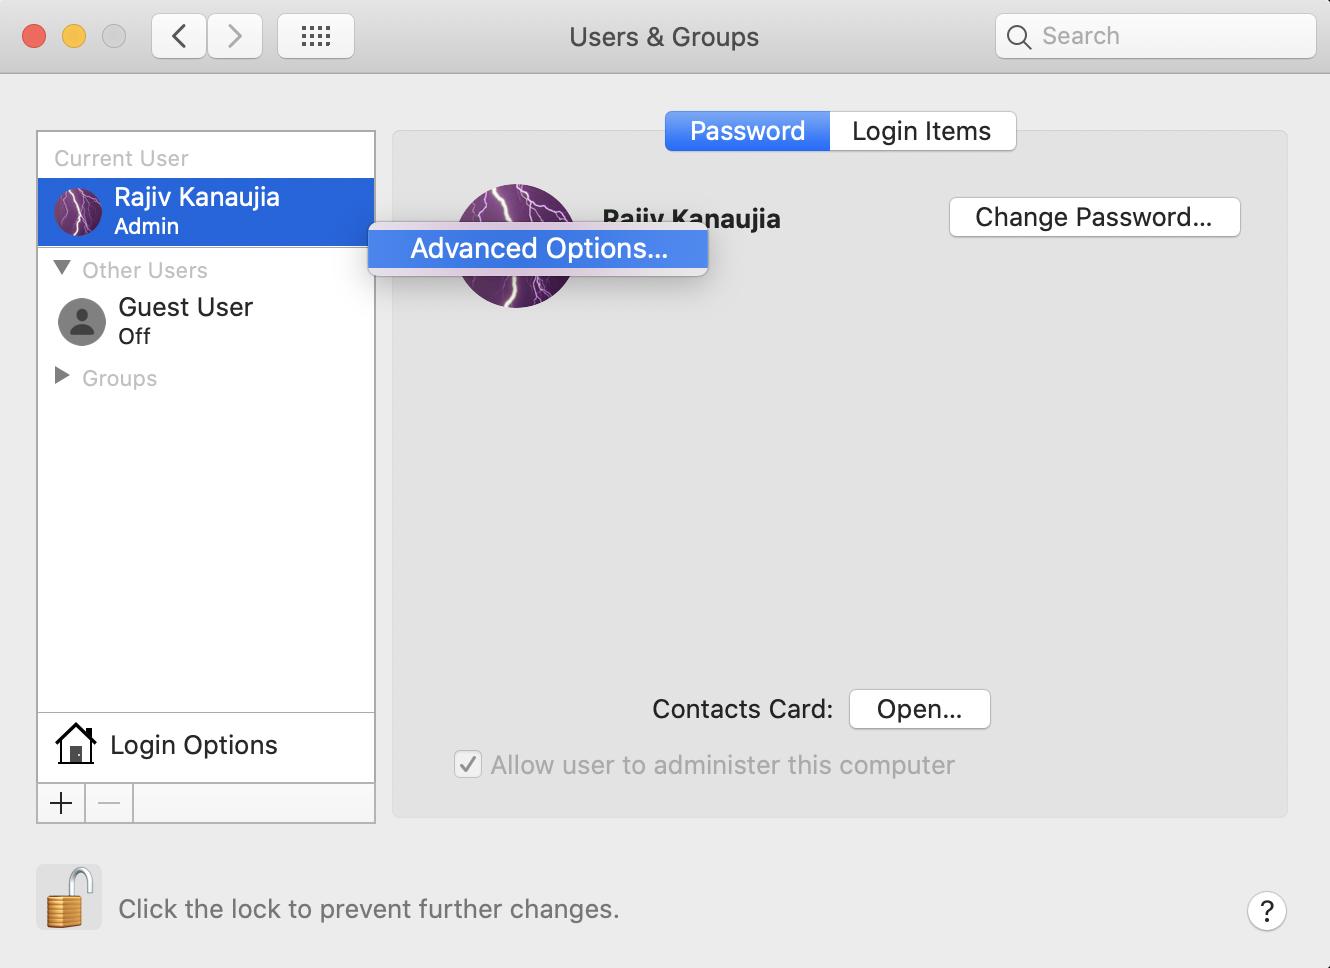 Users & Groups
Search
Password
Login Items
Current User
Rajiv Kanaujia
Admin
Rajiv Kanaujia
Change Password...
Advanced Options...
Other Users
Guest User
Off
Groups
Contacts Card:
Open...
Login Options
Allow user to administer this computer
Click the lock to prevent further changes.
?